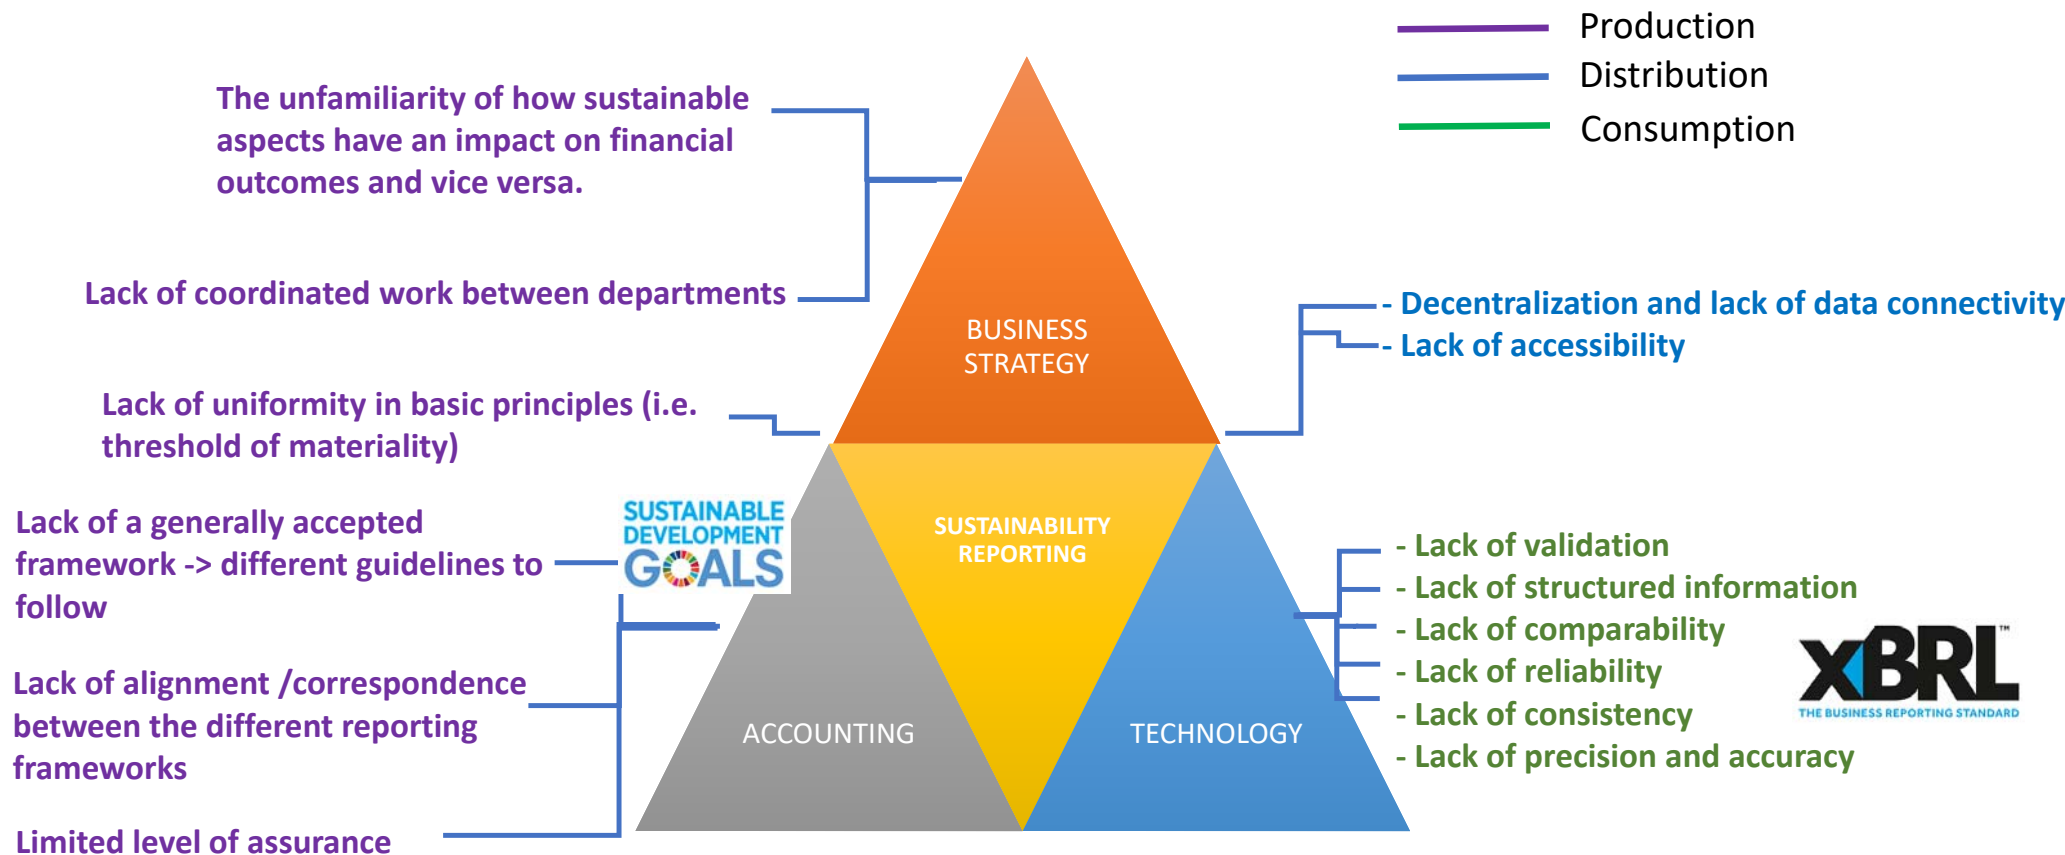 Production
Distribution
Consumption
The unfamiliarity of how sustainable
aspects have an impact on financial
outcomes and vice versa.
Lack of coordinated work between departments
Lack of uniformity in basic principles (i.e.
threshold of materiality)
Lack of a generally accepted
framework -> different guidelines to
follow
Lack of alignment /correspondence
between the different reporting
frameworks
Limited level of assurance
SUSTAINABLE
DEVELOPMENT
GOALS
BUSINESS
STRATEGY
SUSTAINABILITY
REPORTING
ACCOUNTING
TECHNOLOGY
- Decentralization and lack of data connectivity
- Lack of accessibility
- Lack of validation
- Lack of structured information
- Lack of comparability
- Lack of reliability
- Lack of consistency
- Lack of precision and accuracy
XBRL™
THE BUSINESS REPORTING STANDARD